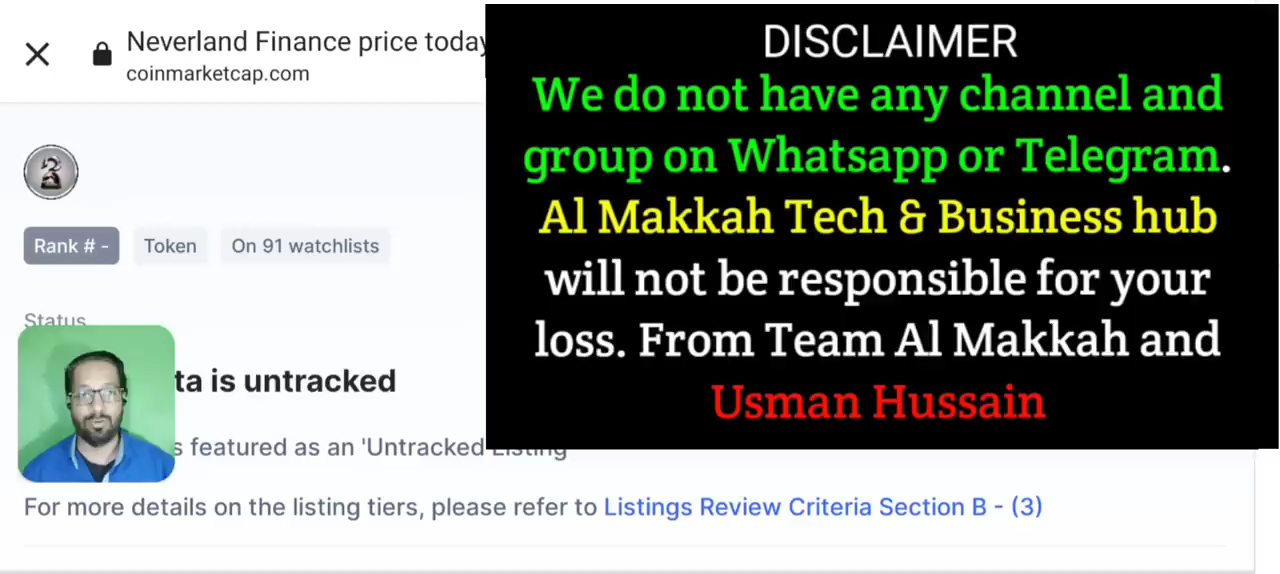 Neverland Finance price today
coinmarketcap.com
Rank # -
Token
On 91 watchlists
Status
ta is untracked
s featured as an 'Untracked Listing'
For more details on the listing tiers, please refer to Listings Review Criteria Section B - (3)
DISCLAIMER
We do not have any channel and
group on Whatsapp or Telegram.
Al Makkah Tech & Business hub
will not be responsible for your
loss. From Team Al Makkah and
Usman Hussain